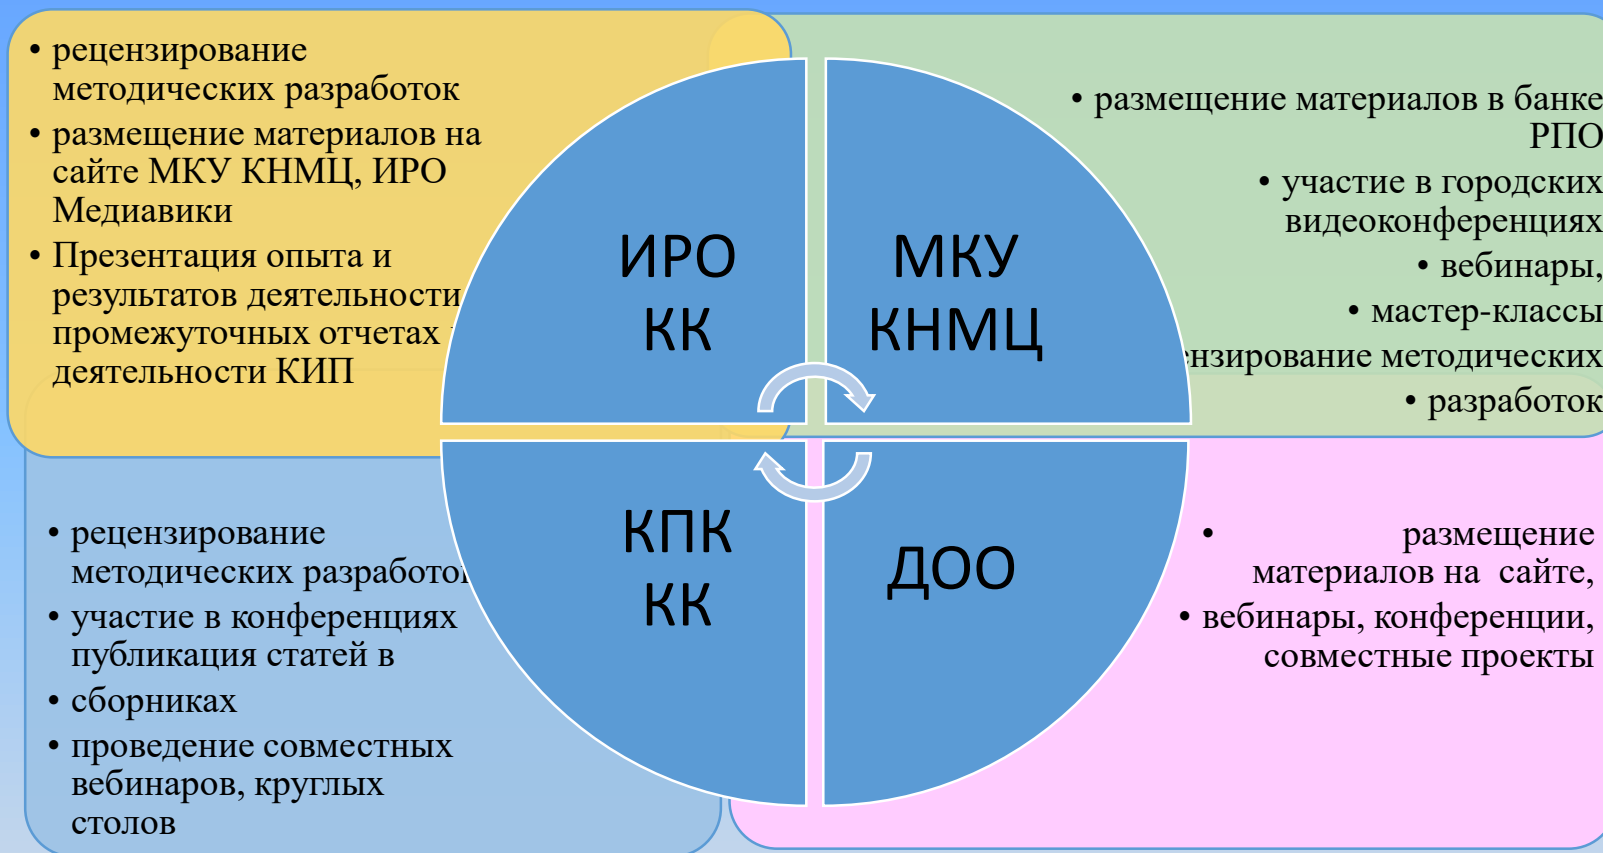 • рецензирование
методических разработок
• размещение материалов на
сайте МКУ КНМЦ, ИРО
Медиавики
• Презентация опыта и
результатов деятельности
промежуточных отчетах
деятельности КИП
ИРО
КК
МКУ
КНМЦ
• размещение материалов в банке
РПО
• участие в городских
видеоконференциях
• вебинары,
• мастер-классы
методических
• разработок
• рецензирование
методических
• участие в конференциях
публикация статей в
• сборниках
• проведение совместных
вебинаров, круглых
столов
КПК
КК
ДОО
• размещение
материалов на сайте,
• вебинары, конференции,
совместные проекты